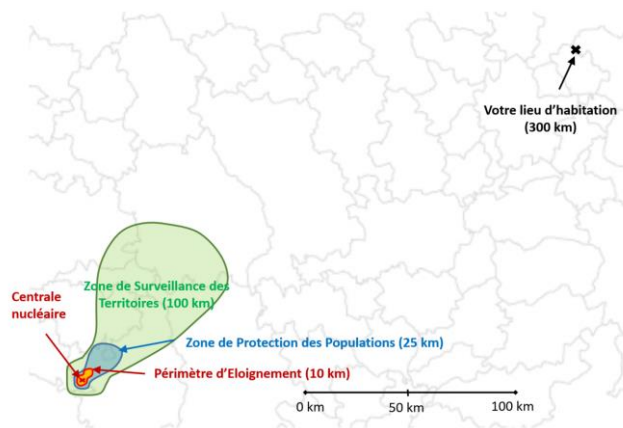 Votre lieu d'habitation
(300 km)
Zone de Surveillance des
Territoires (100 km)
Centrale
nucléaire
Zone de Protection des Populations (25 km)
Périmètre d'Eloignement (10 km)
0 km
50 km
100 km